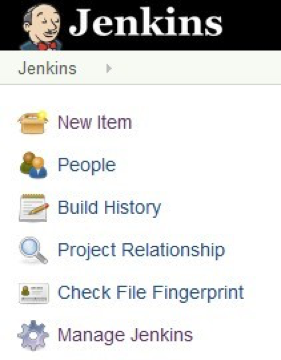 Jenkins
Jenkins
New Item
People
Build History
Project Relationship
Check File Fingerprint
Manage Jenkins